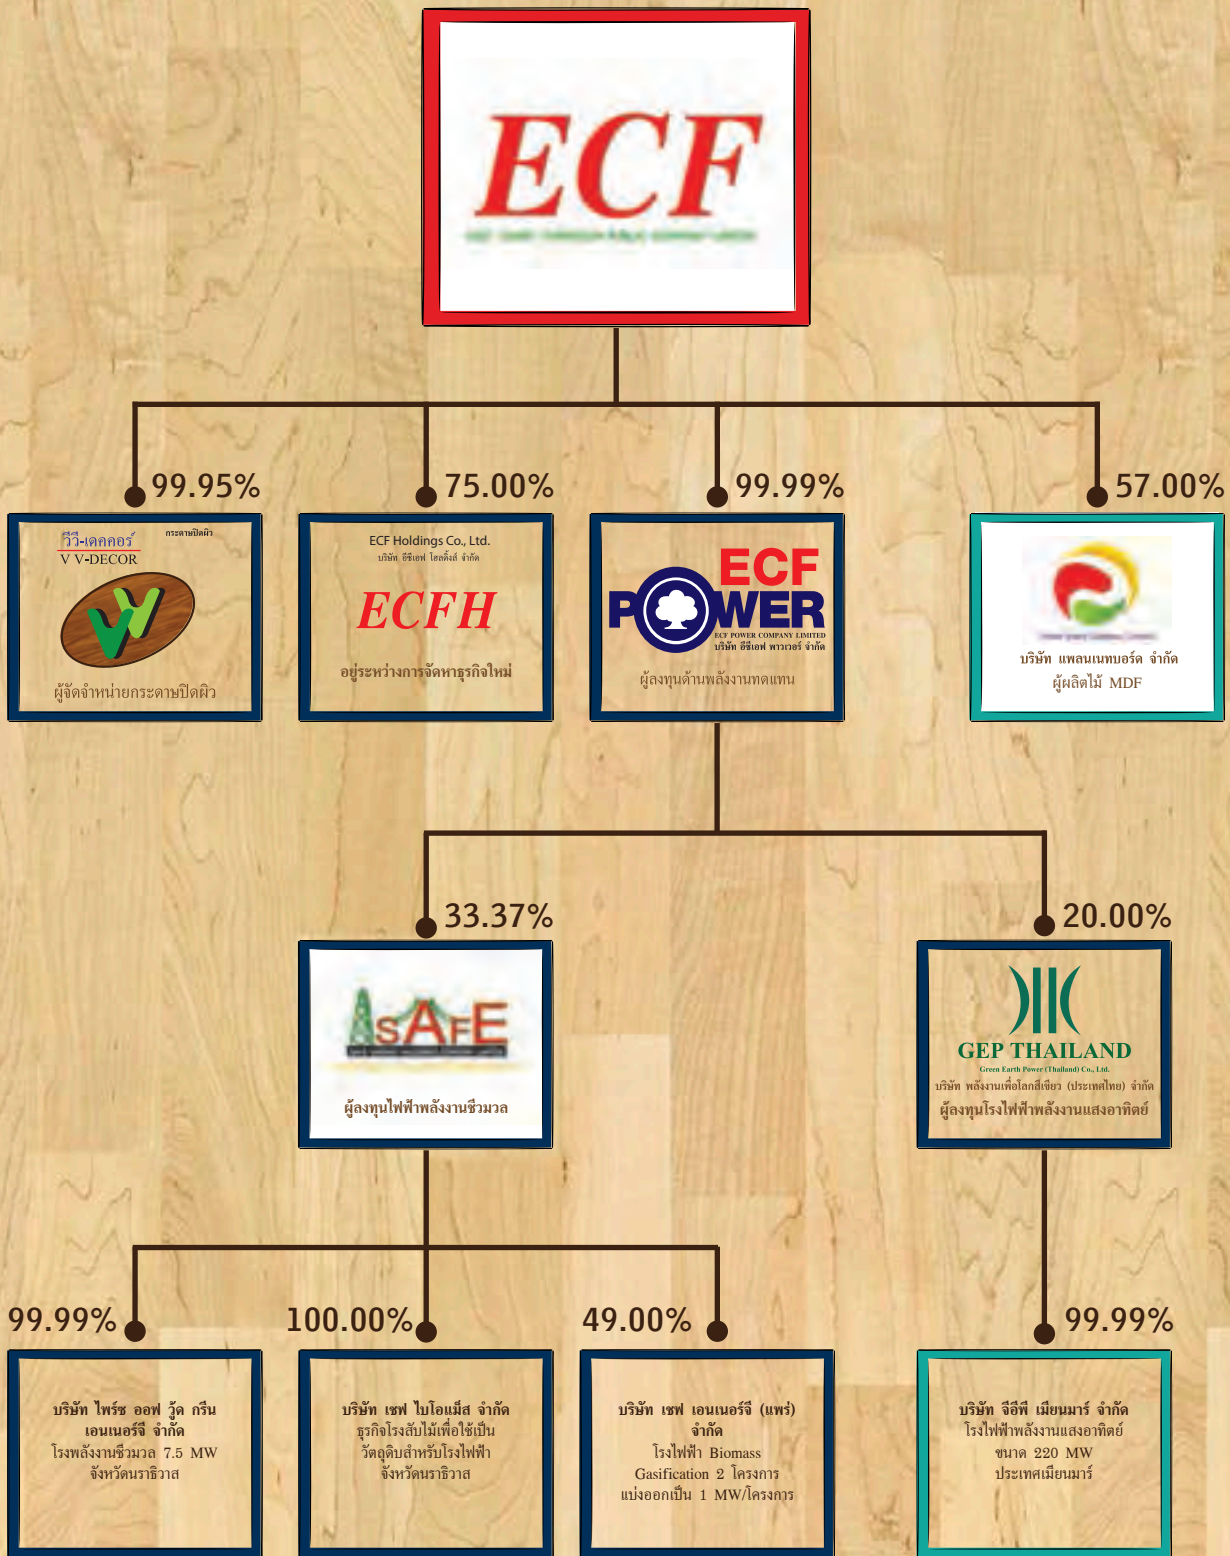 ECF
99.95%
75.00%
99.99%
57.00%
วีวี-เดคคอร์
กระดาษปิดผิว
V V-DECOR
ผู้จัดจำหน่ายกระดาษปิดผิว
ECF Holdings Co., Ltd.
บริษัท อีซีเอฟ โฮลดิ้งส์ จำกัด
ECFH
อยู่ระหว่างการจัดหาธุรกิจใหม่
ECF
POWER
ECF POWER COMPANY LIMITED
บริษัท อีซีเอฟ พาวเวอร์ จำกัด
ผู้ลงทุนด้านพลังงานทดแทน
บริษัท แพลนเนทบอร์ด จำกัด
ผู้ผลิตไม้ MDF
33.37%
20.00%
SAFE
ผู้ลงทุนไฟฟ้าพลังงานชีวมวล
GEP THAILAND
Green Earth Power (Thailand) Co., Ltd.
บริษัท พลังงานเพื่อโลกสีเขียว (ประเทศไทย) จำกัด
ผู้ลงทุนโรงไฟฟ้าพลังงานแสงอาทิตย์
99.99%
100.00%
49.00%
99.99%
บริษัท ไพร์ซ ออฟ วู้ด กรีน
เอนเนอร์จี จำกัด
โรงพลังงานชีวมวล 7.5 MW
จังหวัดนราธิวาส
บริษัท เซฟ ไบโอแม็ส จำกัด
ธุรกิจโรงสับไม้เพื่อใช้เป็น
วัตถุดิบสำหรับโรงไฟฟ้า
จังหวัดนราธิวาส
บริษัท เซฟ เอนเนอร์จี (แพร่)
จำกัด
โรงไฟฟ้า Biomass
Gasification 2 โครงการ
แบ่งออกเป็น 1 MW/โครงการ
บริษัท จีอีพี เมียนมาร์ จำกัด
โรงไฟฟ้าพลังงานแสงอาทิตย์
ขนาด 220 MW
ประเทศเมียนมาร์